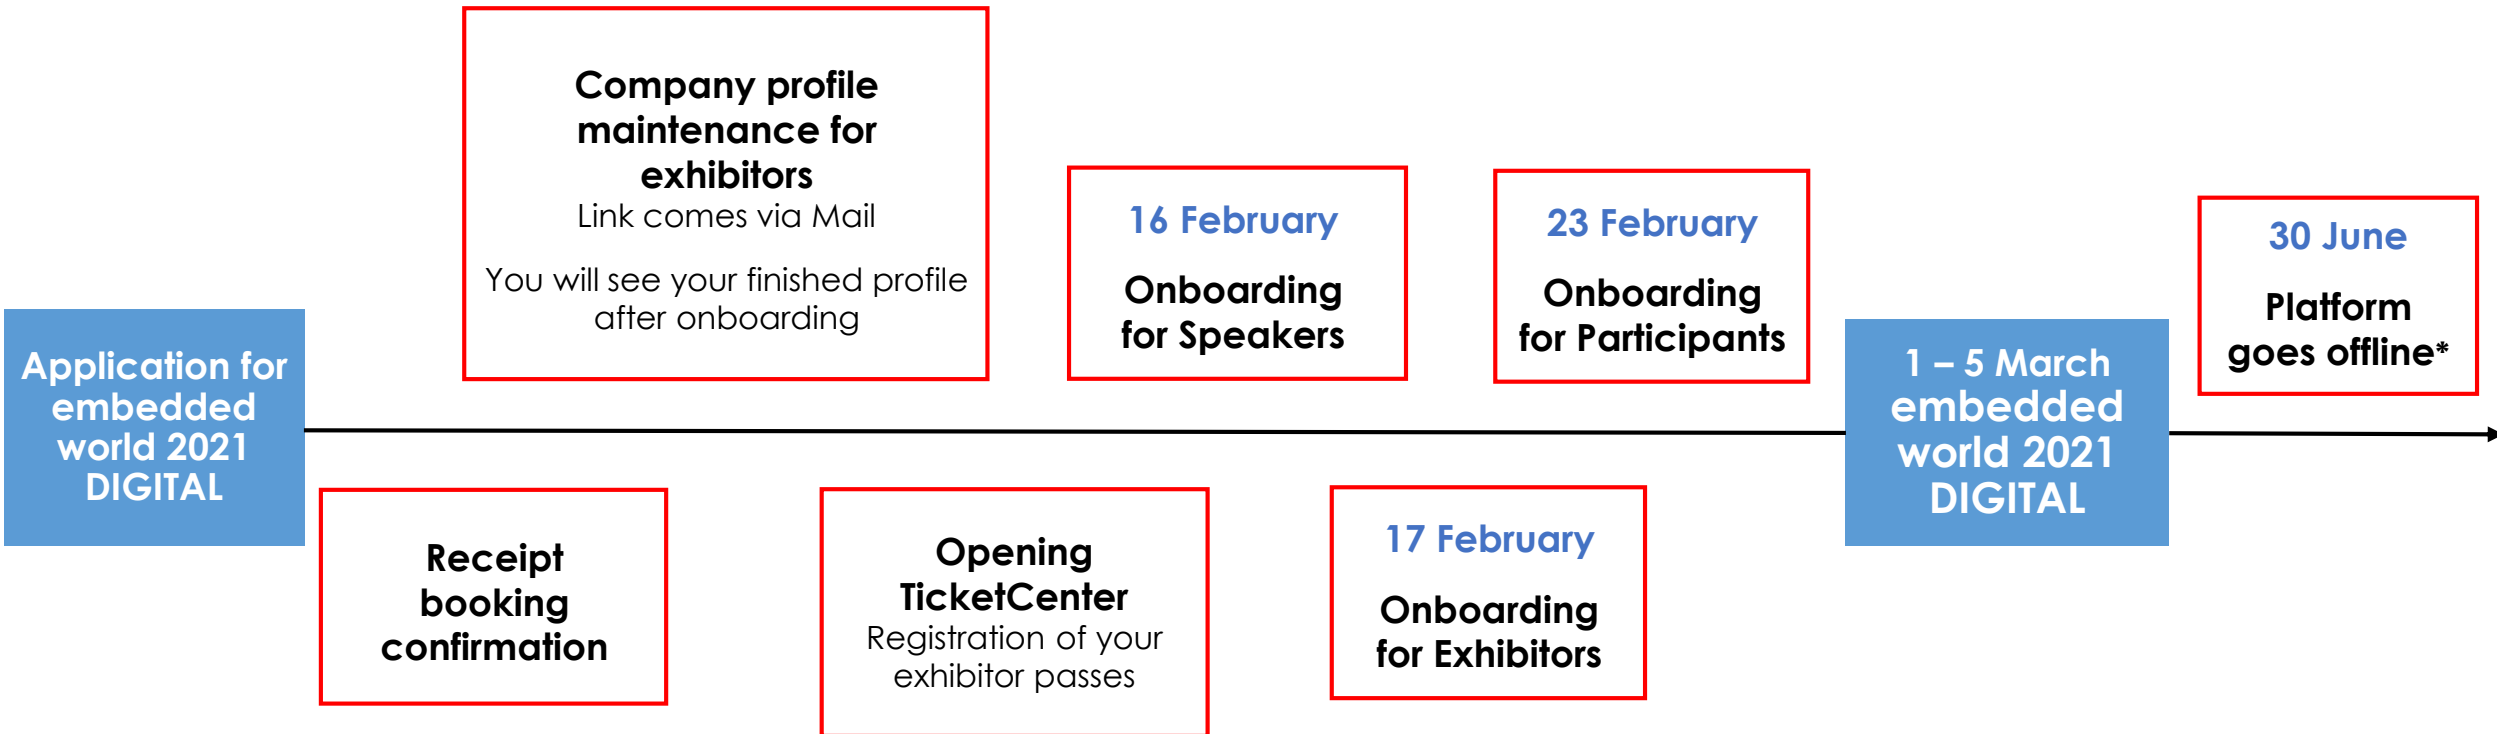 Application for
embedded
world 2021
DIGITAL
Receipt
booking
confirmation
Company profile
maintenance for
exhibitors
Link comes via Mail
You will see your finished profile
after onboarding
Opening
TicketCenter
Registration of your
exhibitor passes
16 February
Onboarding
for Speakers
17 February
Onboarding
for Exhibitors
23 February
Onboarding
for Participants
1 – 5 March
embedded
world 2021
DIGITAL
30 June
Platform
goes offline*